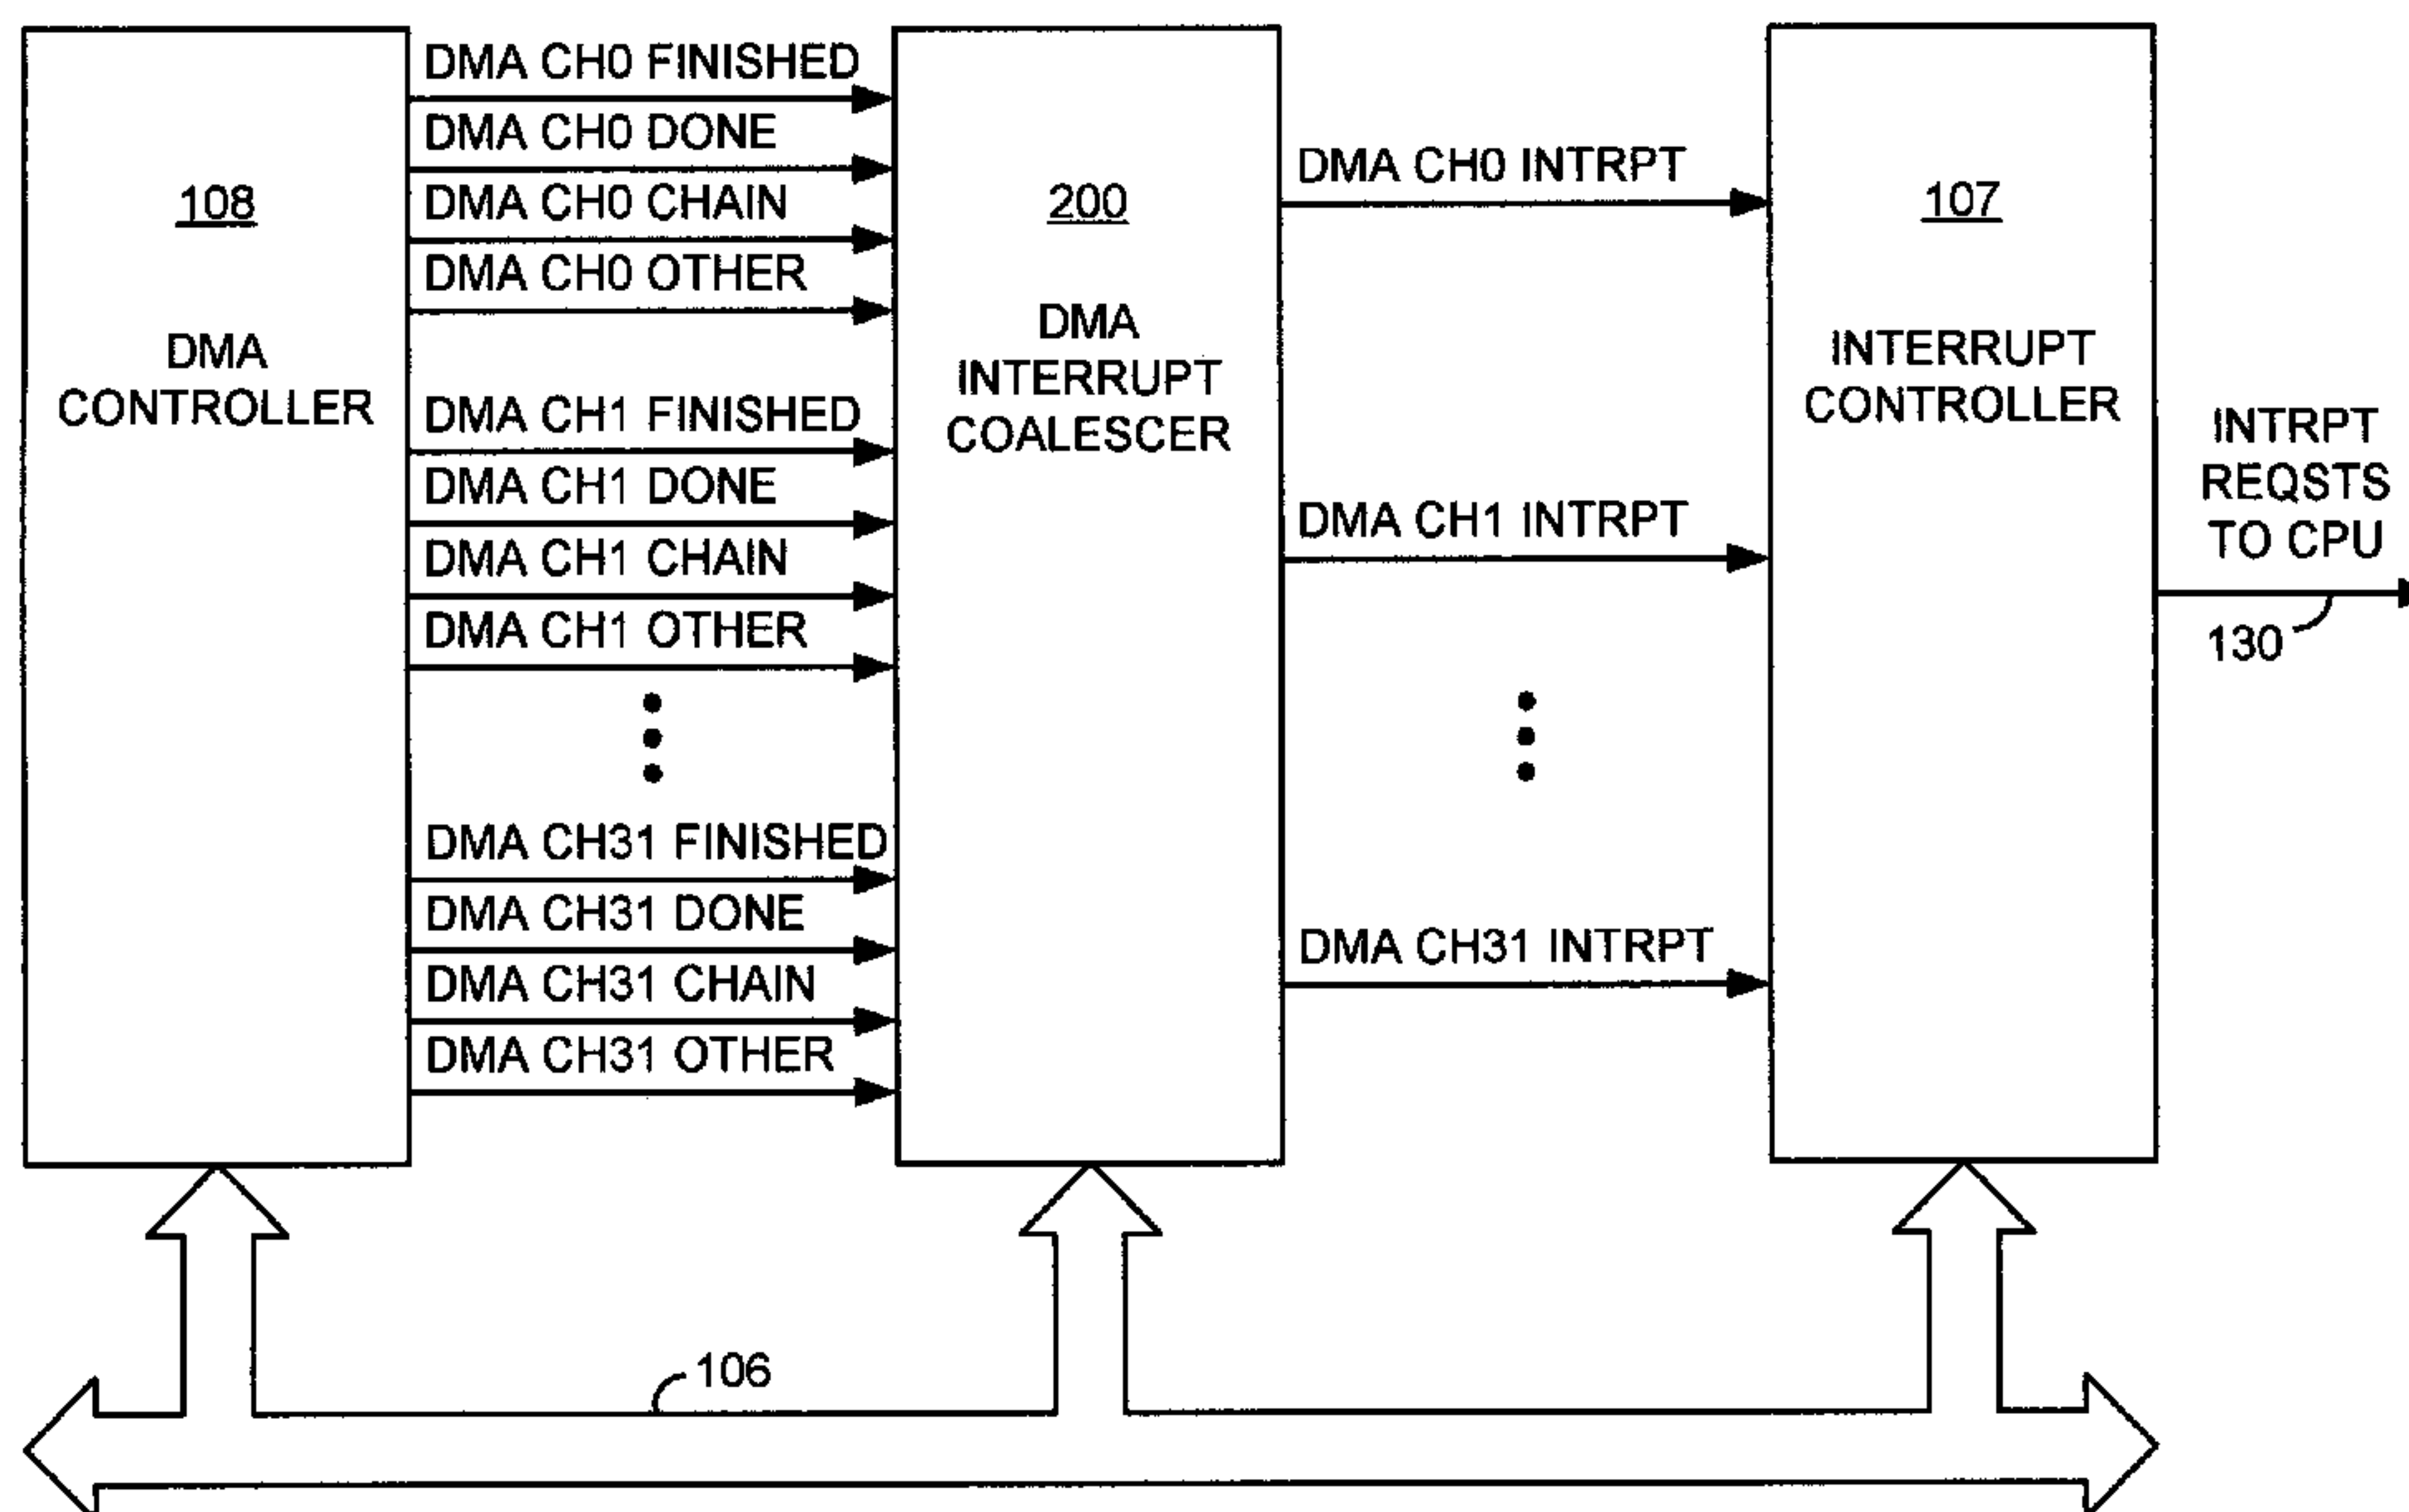 108
DMA
CONTROLLER
DMA CH0 FINISHED
DMA CH0 DONE
DMA CH0 CHAIN
DMA CH0 OTHER
DMA CH1 FINISHED
DMA CH1 DONE
DMA CH1 CHAIN
DMA CH1 OTHER
DMA CH31 FINISHED
DMA CH31 DONE
DMA CH31 CHAIN
DMA CH31 OTHER
200
DMA
INTERRUPT
COALESCER
DMA CH0 INTRPT
DMA CH1 INTRPT
DMA CH31 INTRPT
107
INTERRUPT
CONTROLLER
INTRPT
REQSTS
TO CPU
130
106